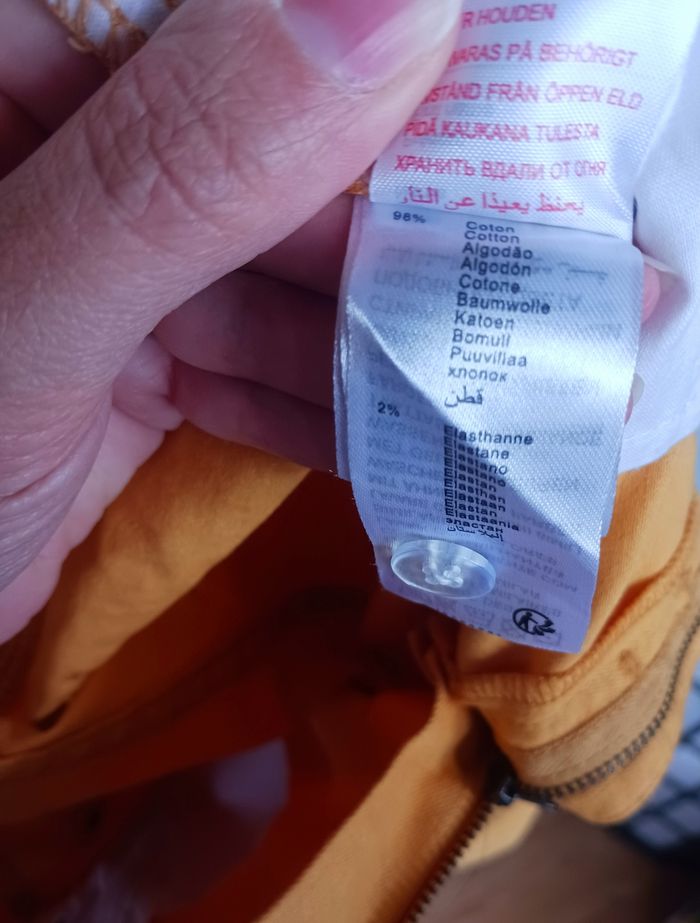 R HOUDEN
VARAS PÅ BEHÖRIGT
STÅND FRÅN ÖPPEN ELD
PIDÄ KAUKANA TULESTA
ХРАНИТЬ ВДАЛИ ОТ ОГНЯ
يحفظ بعيدًا عن النار
98%
Coton
Cotton
Algodão
Algodón
Cotone
Baumwolle
Katoen
Bomull
Puuvillaa
хлопок
قطن
2%
Elasthanne
Elastane
Elastano
Elastano
Elastan
Elasthan
Elastaan
Elastan
Elastaania
эластан